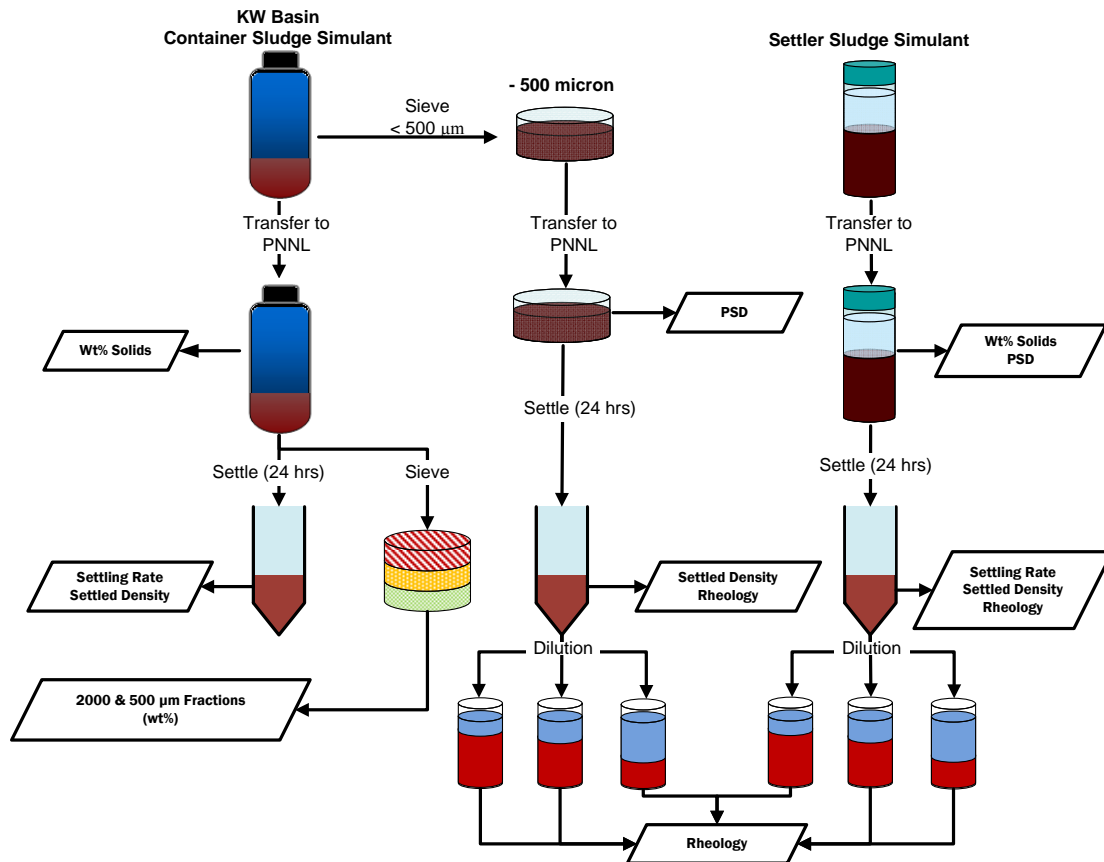 KW Basin
Container Sludge Simulant
Settler Sludge Simulant
- 500 micron
Sieve
< 500 µm
Transfer to
PNNL
Transfer to
PNNL
Transfer to
PNNL
Wt% Solids
PSD
Wt% Solids
PSD
Settle (24 hrs)
Sieve
Settle (24 hrs)
Settle (24 hrs)
Settling Rate
Settled Density
Settled Density
Rheology
Settling Rate
Settled Density
Rheology
Dilution
Dilution
2000 & 500 µm Fractions
(wt%)
Rheology